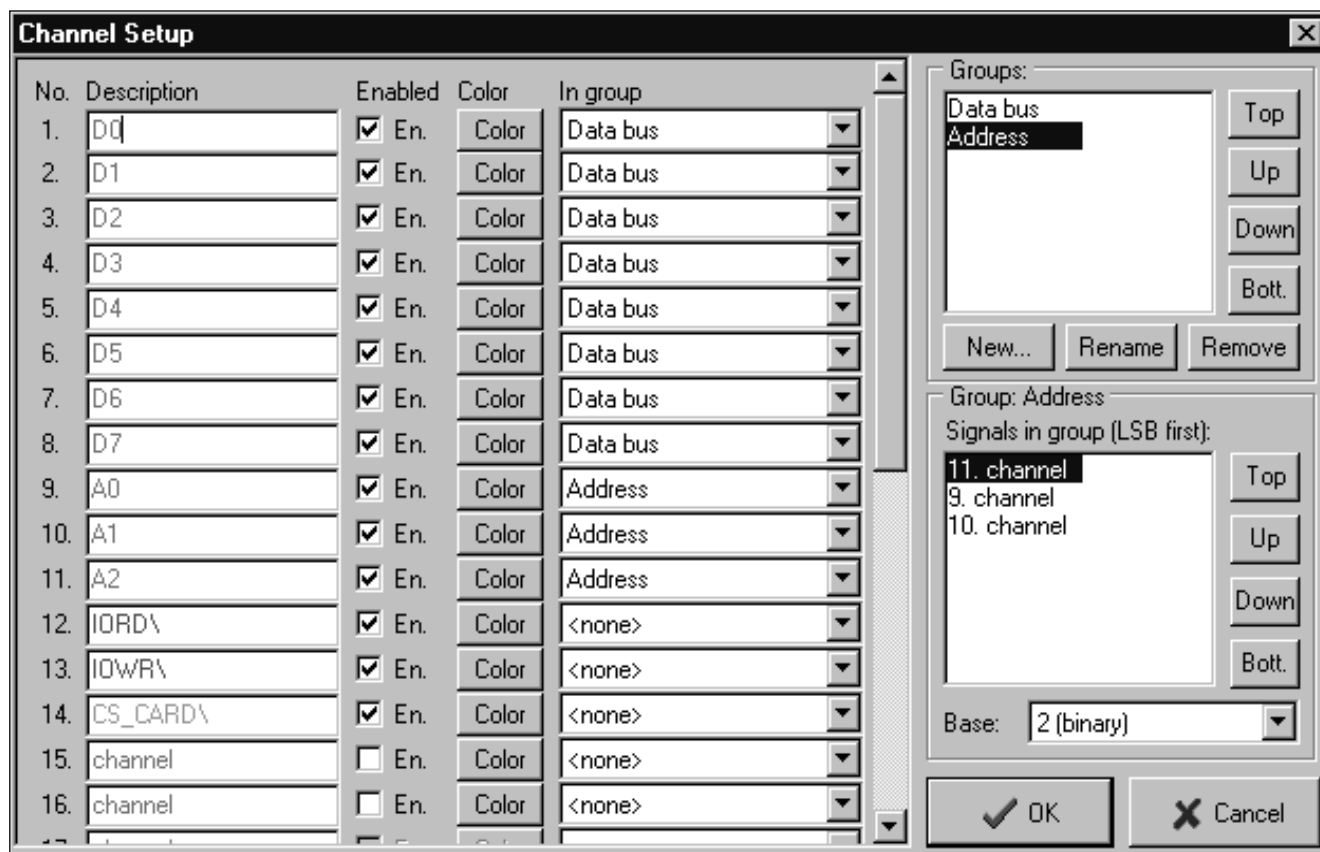 Channel Setup
No. Description Enabled Color In group
1. D0 En. Color Data bus
2. D1 En. Color Data bus
3. D2 En. Color Data bus
4. D3 En. Color Data bus
5. D4 En. Color Data bus
6. D5 En. Color Data bus
7. D6 En. Color Data bus
8. D7 En. Color Data bus
9. A0 En. Color Address
10. A1 En. Color Address
11. A2 En. Color Address
12. IORD\ En. Color <none>
13. IOWR\ En. Color <none>
14. CS_CARD\ En. Color <none>
15. channel En. Color <none>
16. channel En. Color <none>
Groups:
Data bus
Address
Top
Up
Down
Bott.
New... Rename Remove
Group: Address
Signals in group (LSB first):
11. channel
9. channel
10. channel
Top
Up
Down
Bott.
Base: 2 (binary)
OK Cancel